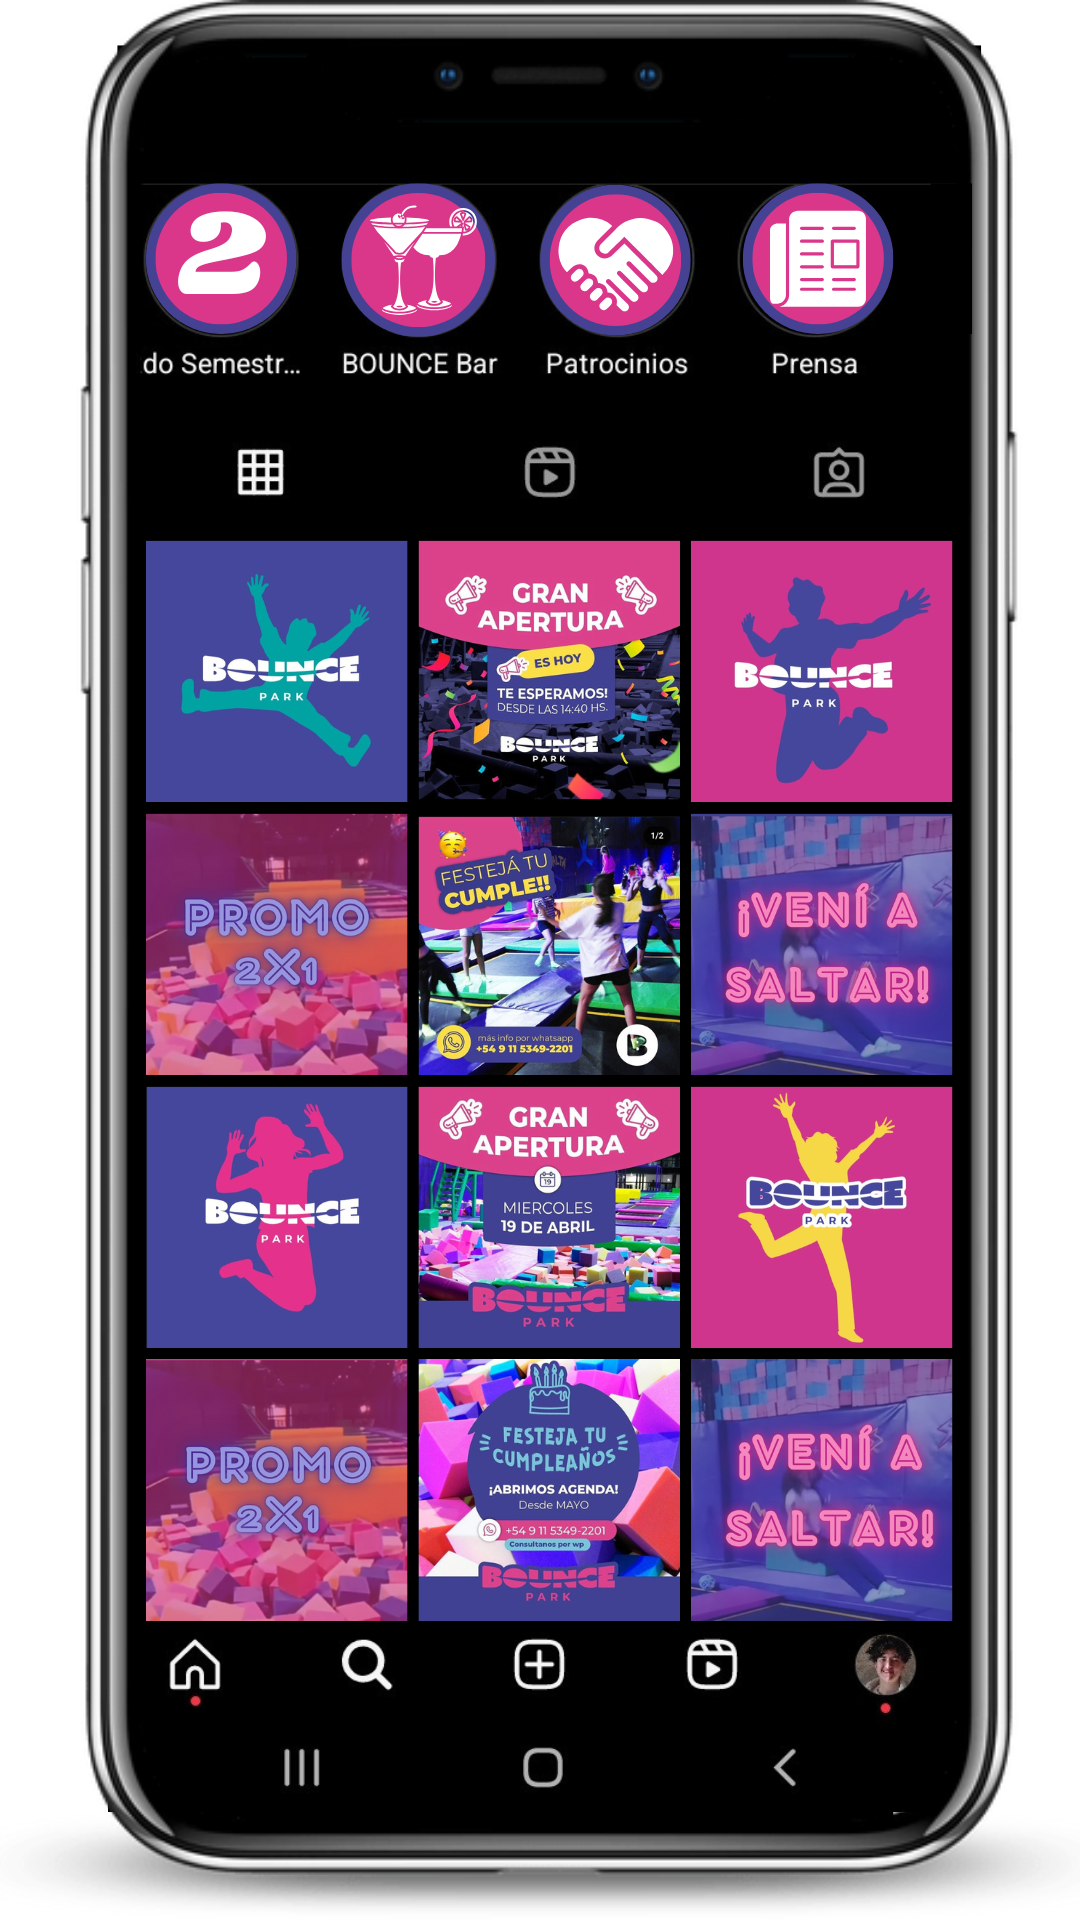 2
do Semestr...
BOUNCE Bar
Patrocinios
Prensa
BOUNCE
PARK
GRAN
APERTURA
ES HOY
TE ESPERAMOS!
DESDE LAS 14:40 HS.
BOUNCE
PARK
BOUNCE
PARK
PROMO
2X1
1/2
FESTEJÁ TU
CUMPLE!!
más info por whatsapp
+54 9 11 5349-2201
B
¡VENÍ A
SALTAR!
BOUNCE
PARK
GRAN
APERTURA
19
MIERCOLES
19 DE ABRIL
BOUNCE
PARK
BOUNCE
PARK
PROMO
2X1
FESTEJA TU
CUMPLEAÑOS
¡ABRIMOS AGENDA!
Desde MAYO
+54 9 11 5349-2201
Consultanos por wp
BOUNCE
PARK
¡VENÍ A
SALTAR!